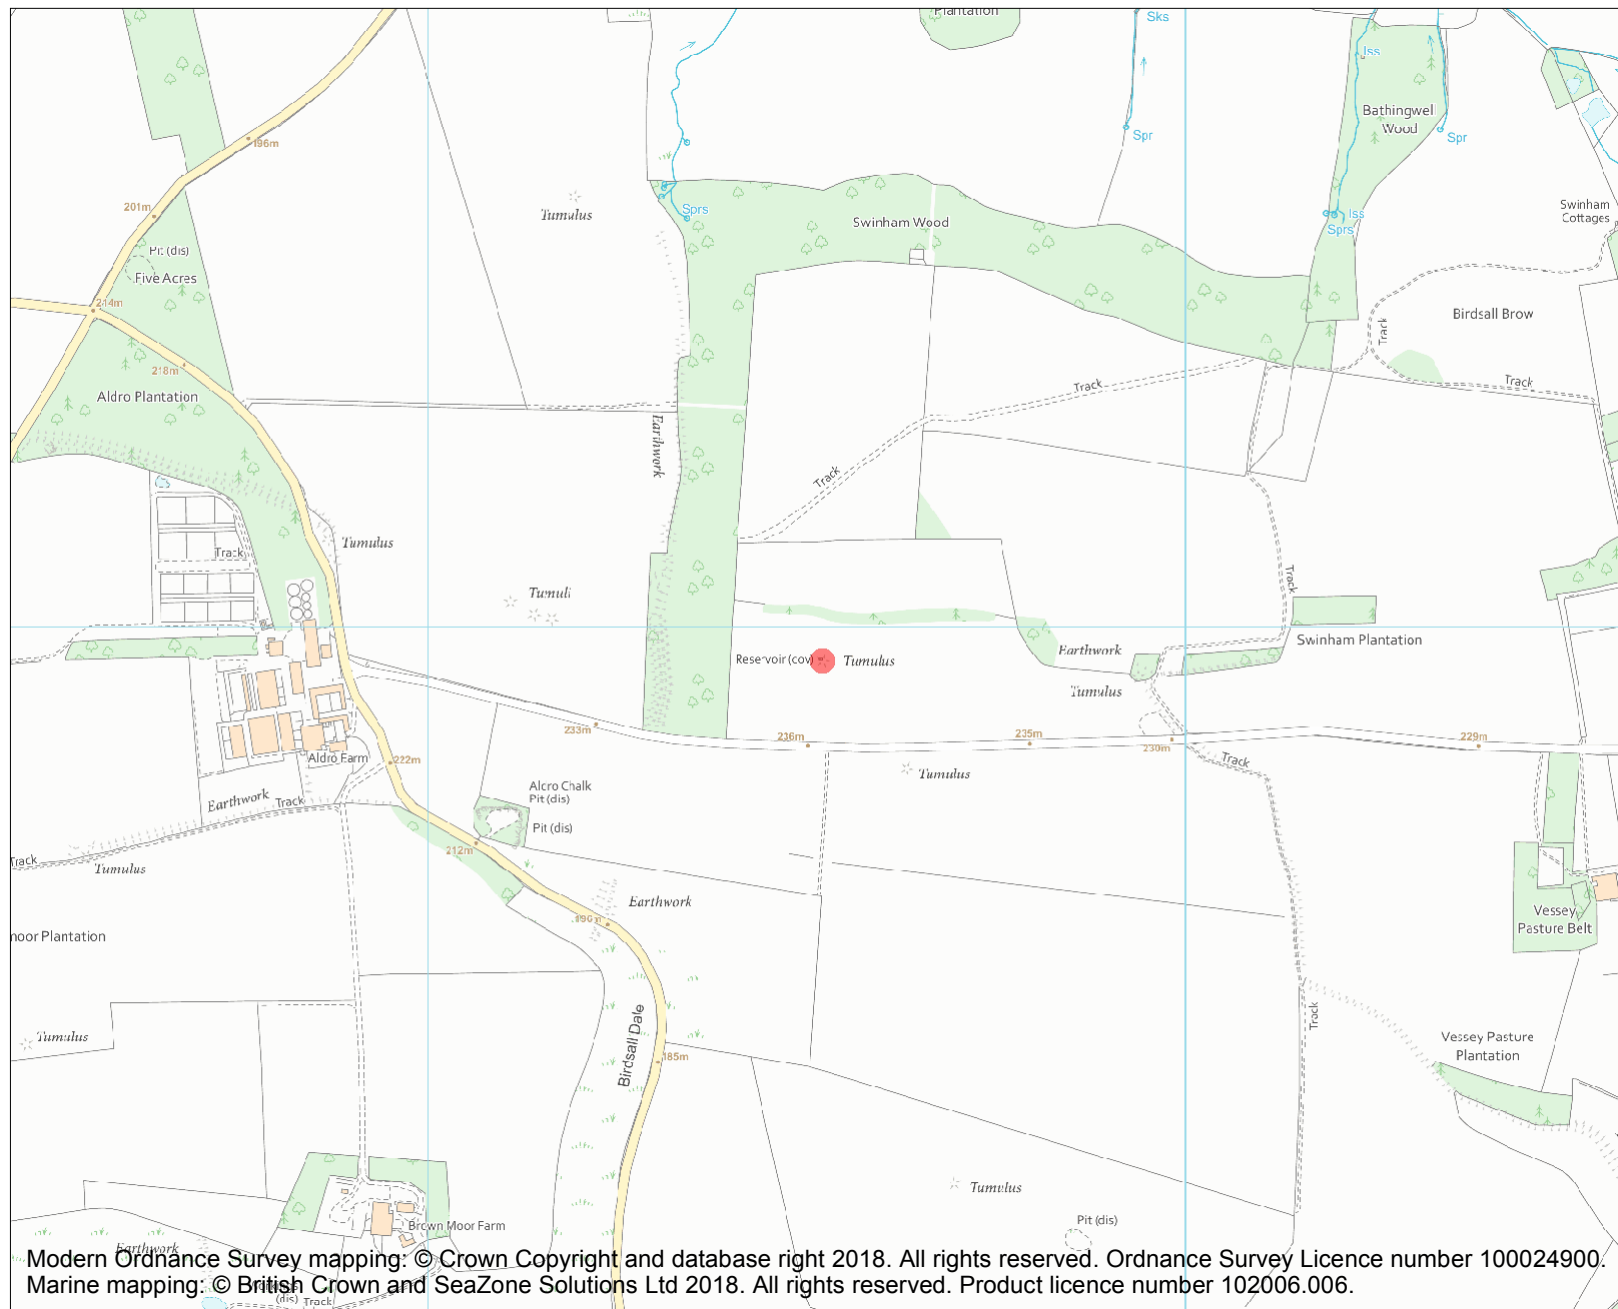 Plantation
Sks
Iss
Bathingwel
Wood
196m
Spr
Spr
201m
Tumulus
Sprs
Swinham Wood
Iss
Sprs
Swinham
Cottages
Pit (dis)
Five Acres
214m
Birdsall Brow
Track
218m
Aldro Plantation
Track
Track
Earthwork
Track
Tumulus
Track
Tumuli
Track
Swinham Plantation
Earthwork
Reservoir (cov)
Tumulus
Tumulus
233m
236m
235m
230m
229m
Aldro Farm
222m
Track
Tumulus
Alcro Chalk
Pit (dis)
Pit (dis)
Earthwork
Track
212m
Track
Tumulus
Earthwork
196m
Vessey
Pasture Belt
moor Plantation
Birdsall Dale
Track
Tumulus
185m
Vessey Pasture
Plantation
Tumulus
Pit (dis)
Brown Moor Farm
Earthwork
Modern Ordnance Survey mapping: © Crown Copyright and database right 2018. All rights reserved. Ordnance Survey Licence number 100024900.
Marine mapping: © British Crown and SeaZone Solutions Ltd 2018. All rights reserved. Product licence number 102006.006.
(dis)
Track